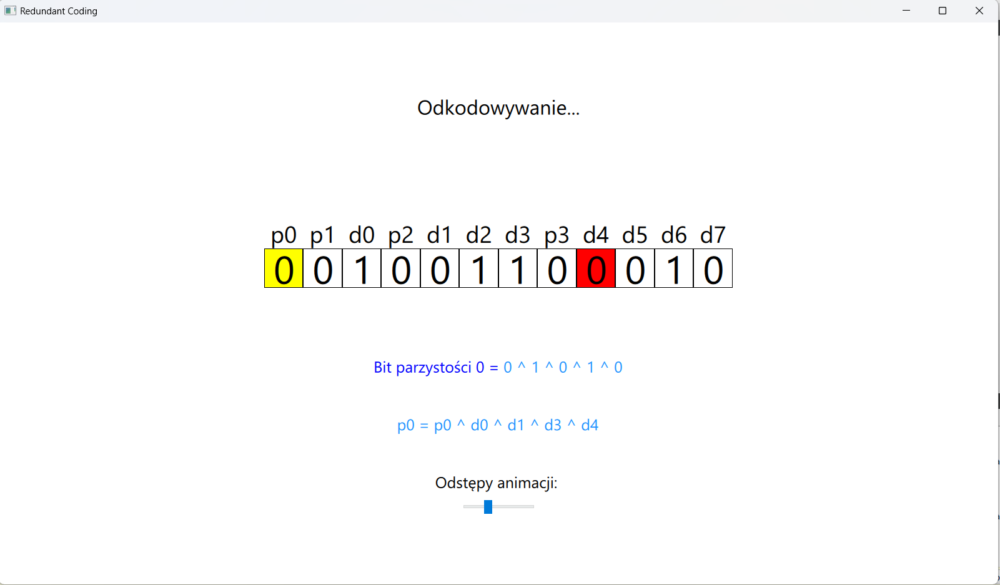 Redundant Coding
Odkodowywanie...
p0 p1 d0 p2 d1 d2 d3 p3 d4 d5 d6 d7
0 0 1 0 0 1 1 0 0 0 1 0
Bit parzystości 0 = 0 ^ 1 ^ 0 ^ 1 ^ 0
p0 = p0 ^ d0 ^ d1 ^ d3 ^ d4
Odstępy animacji: